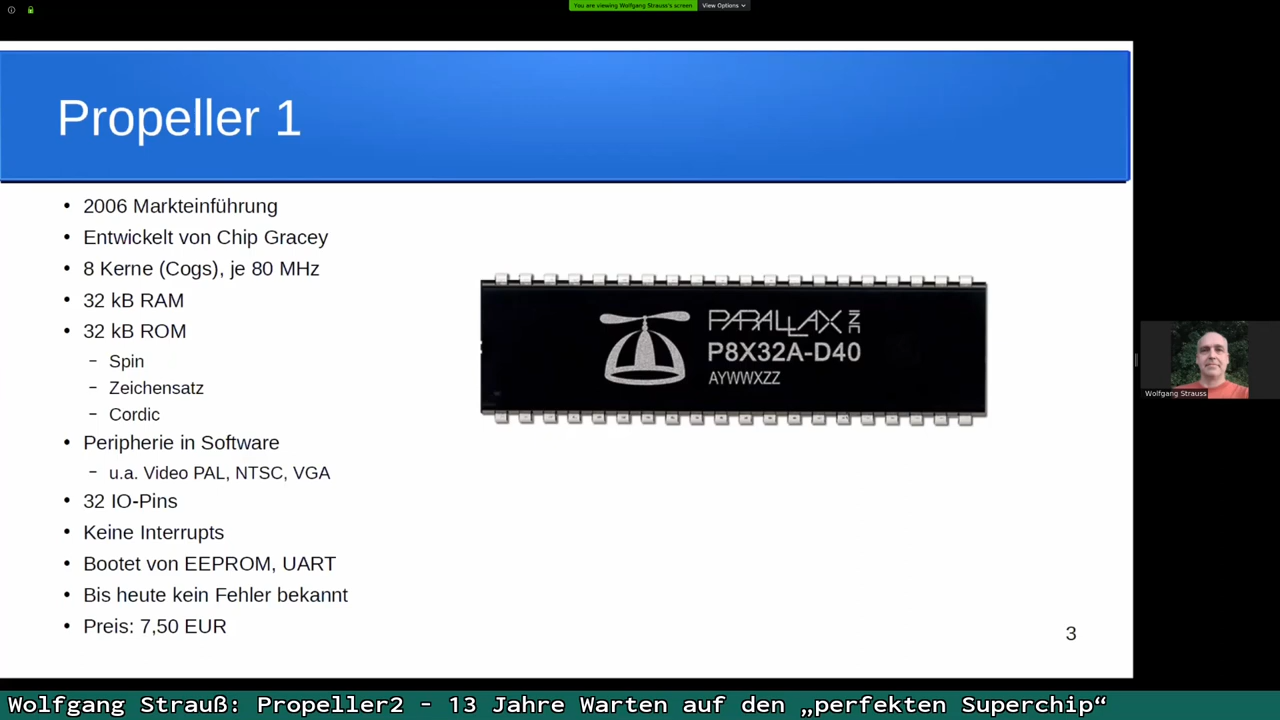 You are viewing Wolfgang Strauss's screen
View Options
Propeller 1
• 2006 Markteinführung
• Entwickelt von Chip Gracey
• 8 Kerne (Cogs), je 80 MHz
• 32 kB RAM
• 32 kB ROM
– Spin
– Zeichensatz
– Cordic
• Peripherie in Software
– u.a. Video PAL, NTSC, VGA
• 32 IO-Pins
• Keine Interrupts
• Bootet von EEPROM, UART
• Bis heute kein Fehler bekannt
• Preis: 7,50 EUR
PARALLAX INC
P8X32A-D40
AYWWXZZ
3
Wolfgang Strauss
Wolfgang Strauß: Propeller2 - 13 Jahre Warten auf den „perfekten Superchip“